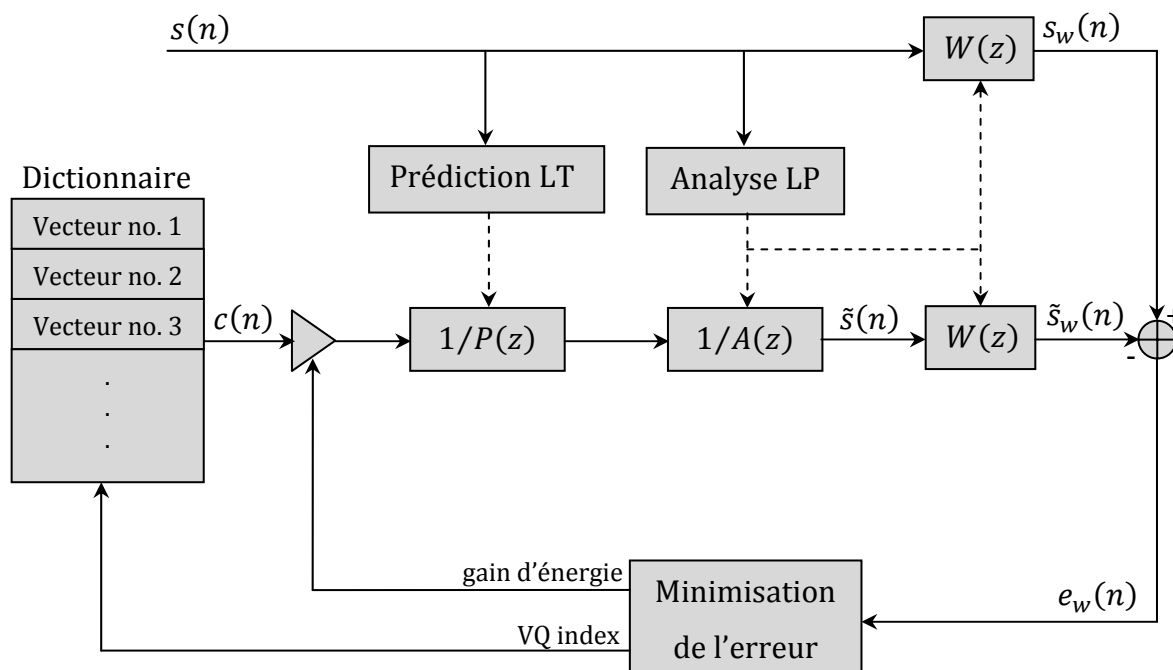 s(n)
W(z)
s_w(n)
Prédiction LT
Analyse LP
Dictionnaire
Vecteur no. 1
Vecteur no. 2
Vecteur no. 3
.
.
.
c(n)
1/P(z)
1/A(z)
s̃(n)
W(z)
s̃_w(n)
+
-
gain d’énergie
VQ index
Minimisation
de l’erreur
e_w(n)